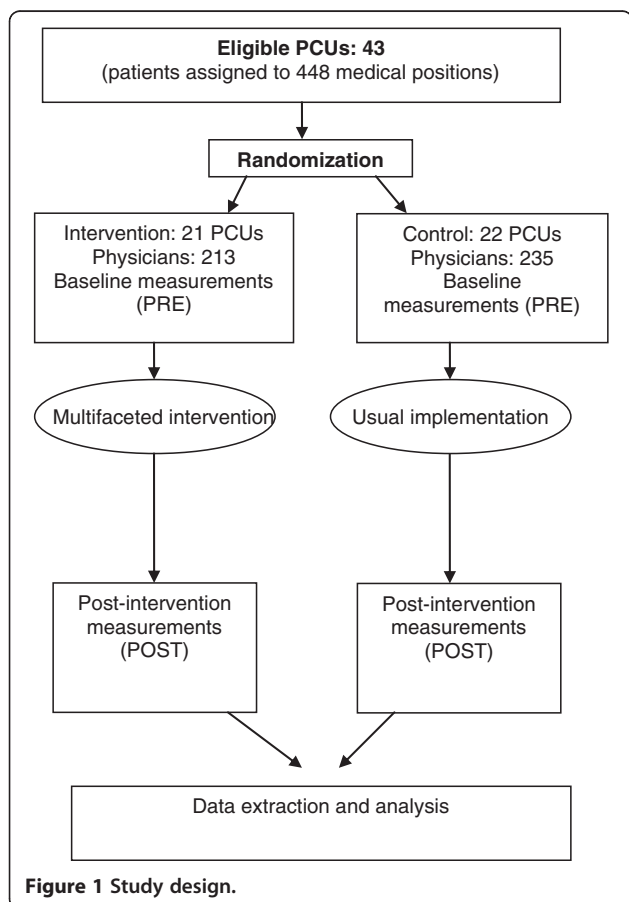 Eligible PCUs: 43
(patients assigned to 448 medical positions)
Randomization
Intervention: 21 PCUs
Physicians: 213
Baseline measurements
(PRE)
Control: 22 PCUs
Physicians: 235
Baseline
measurements (PRE)
Multifaceted intervention
Usual implementation
Post-intervention
measurements
(POST)
Post-intervention
measurements
(POST)
Data extraction and analysis
Figure 1 Study design.